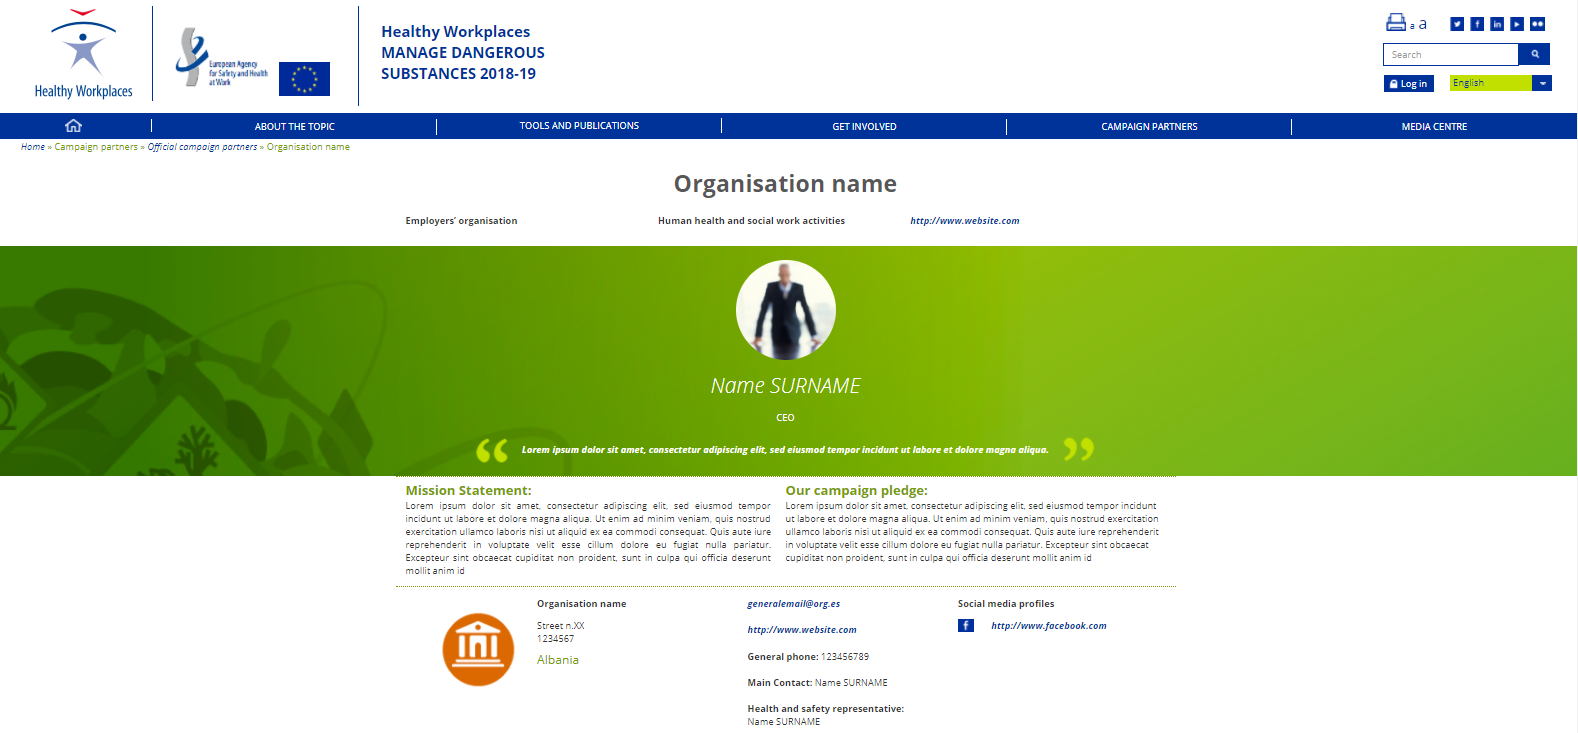 Healthy Workplaces
European Agency
for Safety and Health
at Work
Healthy Workplaces
MANAGE DANGEROUS
SUBSTANCES 2018-19
a a
Search
Log in
English
ABOUT THE TOPIC
TOOLS AND PUBLICATIONS
GET INVOLVED
CAMPAIGN PARTNERS
MEDIA CENTRE
Home » Campaign partners » Official campaign partners » Organisation name
Organisation name
Employers' organisation
Human health and social work activities
http://www.website.com
Name SURNAME
CEO
“ Lorem ipsum dolor sit amet, consectetur adipiscing elit, sed eiusmod tempor incidunt ut labore et dolore magna aliqua. ”
Mission Statement:
Lorem ipsum dolor sit amet, consectetur adipiscing elit, sed eiusmod tempor
incidunt ut labore et dolore magna aliqua. Ut enim ad minim veniam, quis nostrud
exercitation ullamco laboris nisi ut aliquid ex ea commodi consequat. Quis aute iure
reprehenderit in voluptate velit esse cillum dolore eu fugiat nulla pariatur.
Excepteur sint obcaecat cupiditat non proident, sunt in culpa qui officia deserunt
mollit anim id
Our campaign pledge:
Lorem ipsum dolor sit amet, consectetur adipiscing elit, sed eiusmod tempor incidunt
ut labore et dolore magna aliqua. Ut enim ad minim veniam, quis nostrud exercitation
ullamco laboris nisi ut aliquid ex ea commodi consequat. Quis aute iure reprehenderit
in voluptate velit esse cillum dolore eu fugiat nulla pariatur. Excepteur sint obcaecat
cupiditat non proident, sunt in culpa qui officia deserunt mollit anim id
Organisation name
Street n.XX
1234567
Albania
generalemail@org.es
http://www.website.com
General phone: 123456789
Main Contact: Name SURNAME
Health and safety representative:
Name SURNAME
Social media profiles
http://www.facebook.com